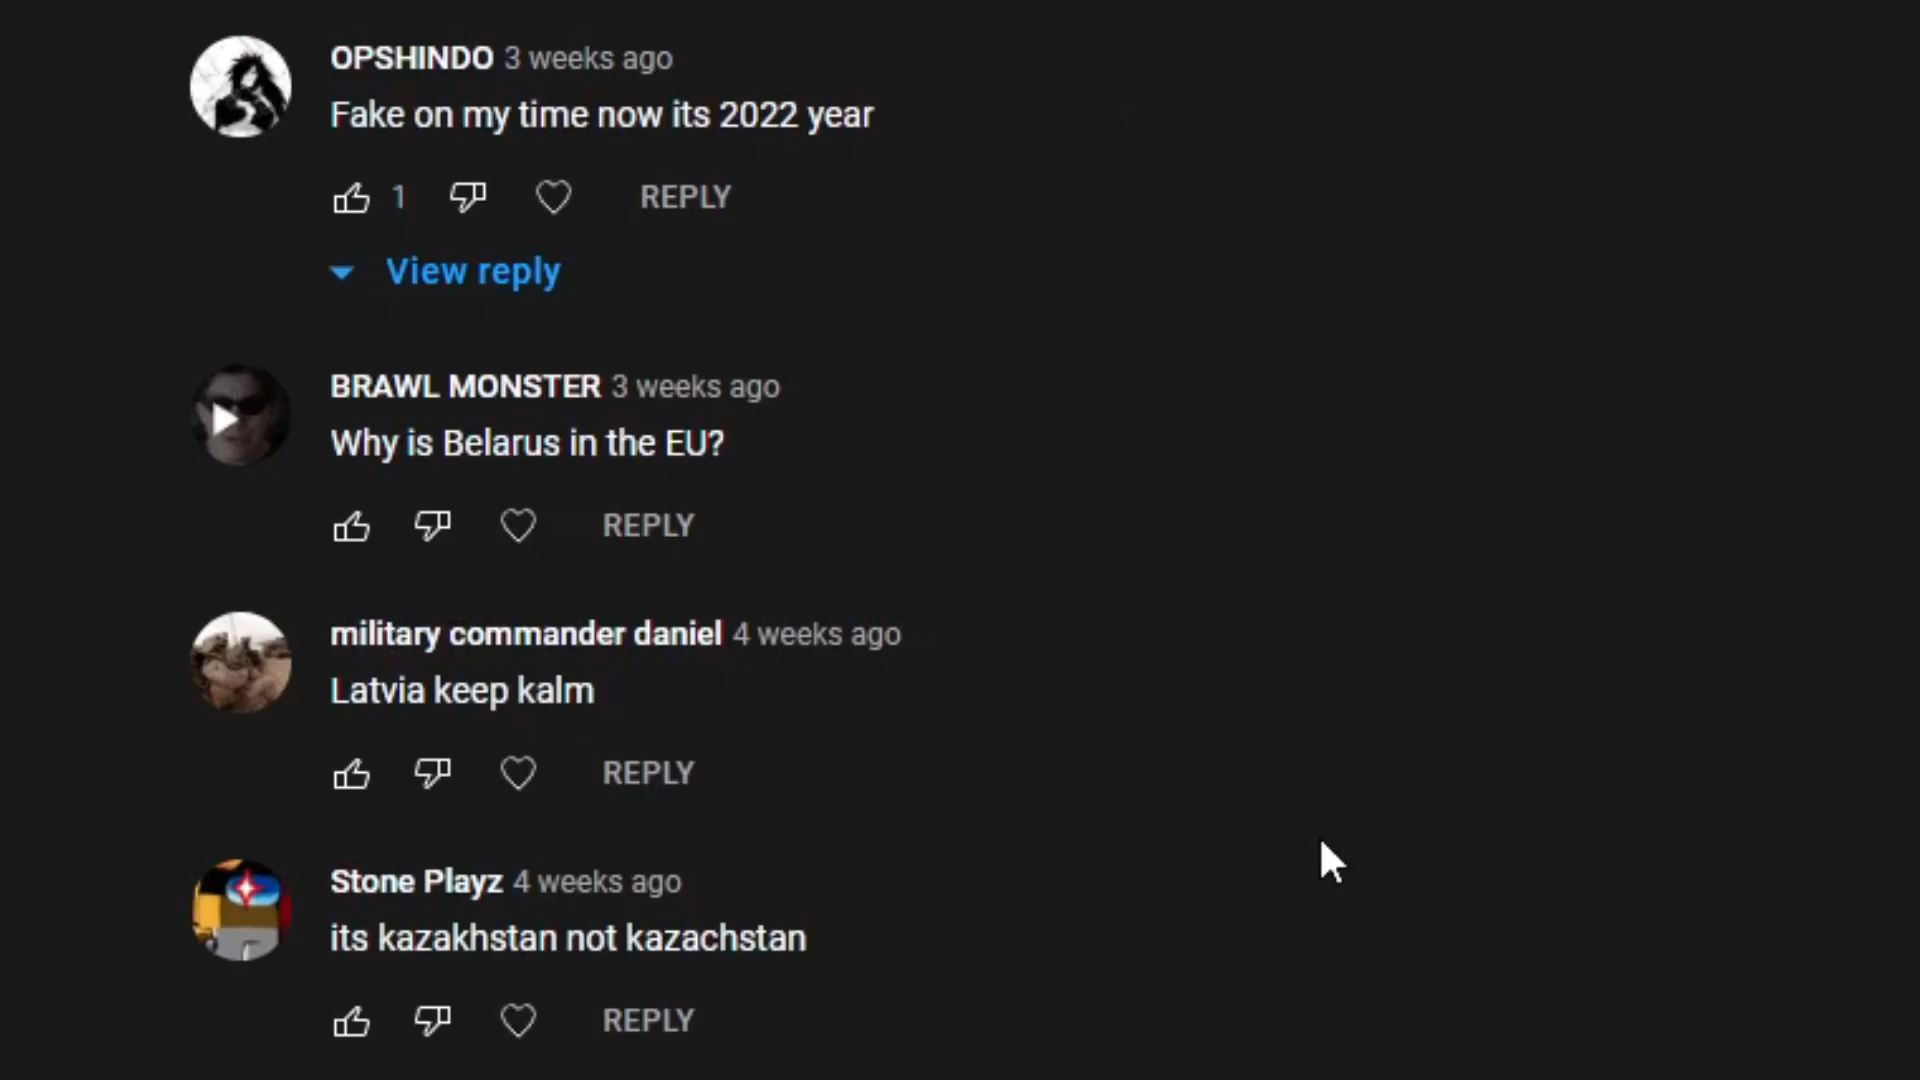 OPSHINDO 3 weeks ago
Fake on my time now its 2022 year
1 REPLY
View reply
BRAWL MONSTER 3 weeks ago
Why is Belarus in the EU?
REPLY
military commander daniel 4 weeks ago
Latvia keep kalm
REPLY
Stone Playz 4 weeks ago
its kazakhstan not kazachstan
REPLY